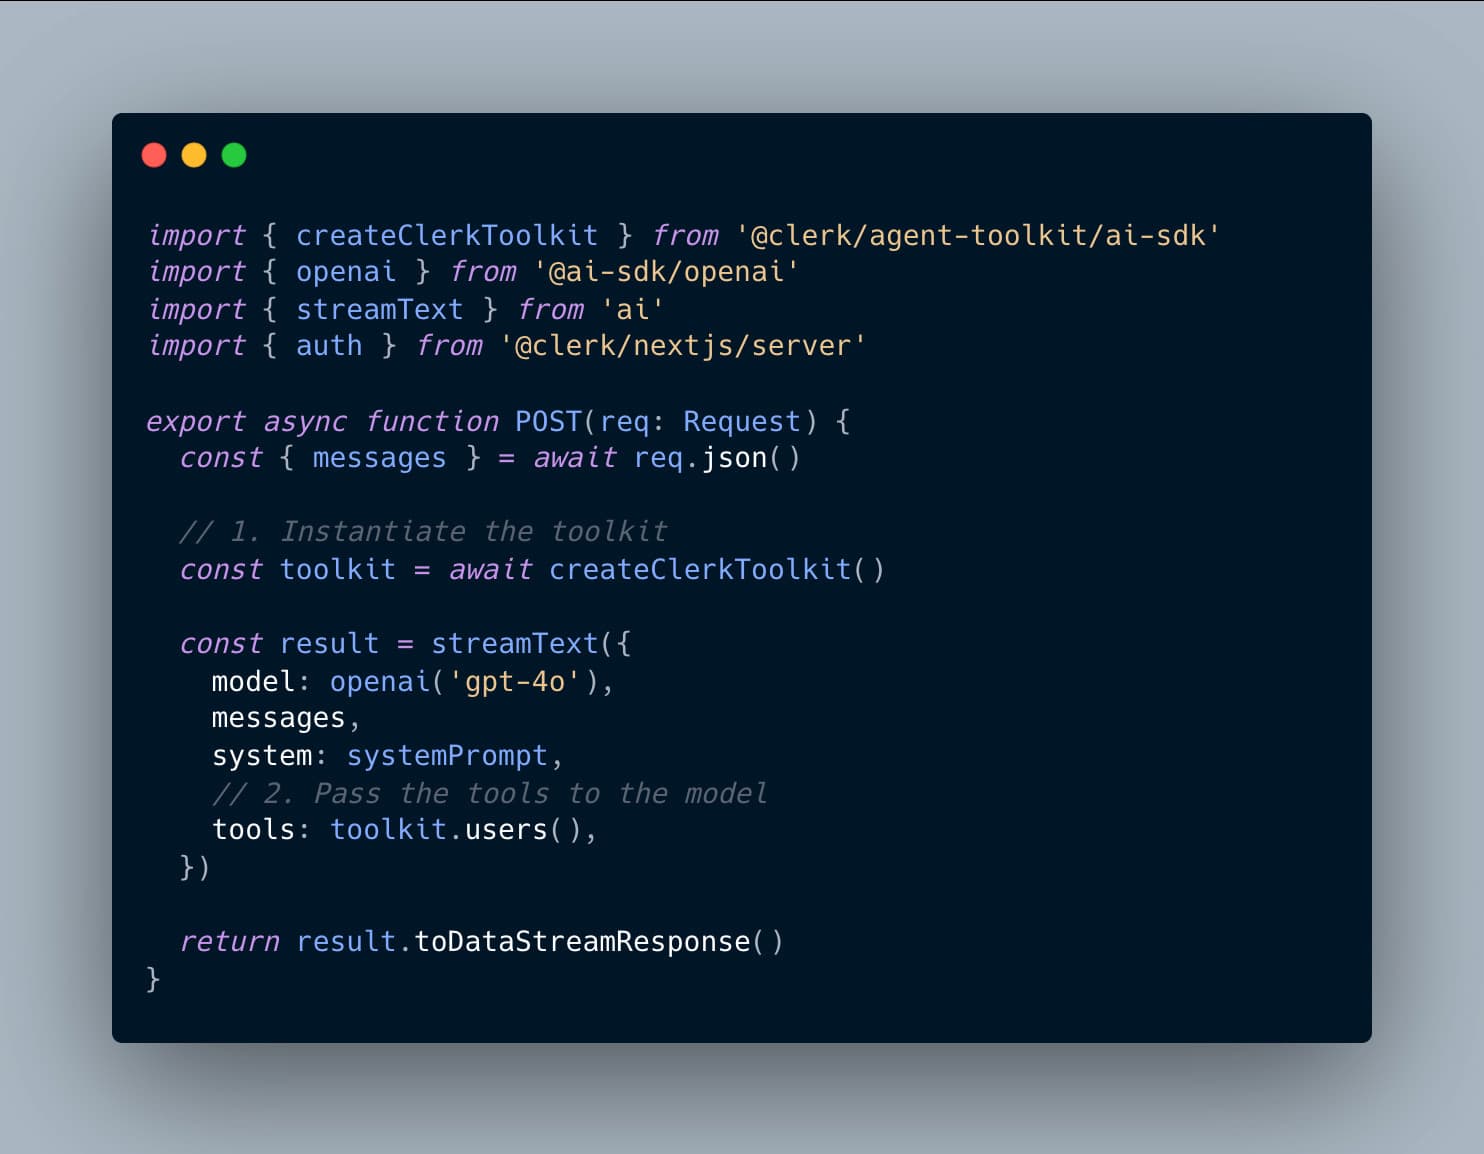 import { createClerkToolkit } from '@clerk/agent-toolkit/ai-sdk'
import { openai } from '@ai-sdk/openai'
import { streamText } from 'ai'
import { auth } from '@clerk/nextjs/server'

export async function POST(req: Request) {
  const { messages } = await req.json()

  // 1. Instantiate the toolkit
  const toolkit = await createClerkToolkit()

  const result = streamText({
    model: openai('gpt-4o'),
    messages,
    system: systemPrompt,
    // 2. Pass the tools to the model
    tools: toolkit.users(),
  })

  return result.toDataStreamResponse()
}